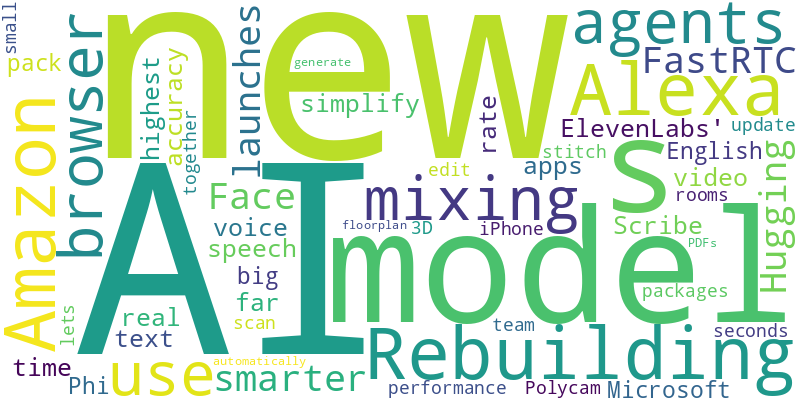 small
pack
Amazon
browser
highest
accuracy
together
launches
new
generate
simplify
agents
FastRTC
Alexa
ElevenLabs'
update
rate
stitch
English
apps
edit
s
video
rooms
Hugging
AI
Face
voice
speech
mixing
floorplan
3D
iPhone
model
Scribe
PDFs
big
far
scan
packages
real
text
lets
time
Phi
use
automatically
smarter
Rebuilding
team
seconds
performance
Polycam
Microsoft